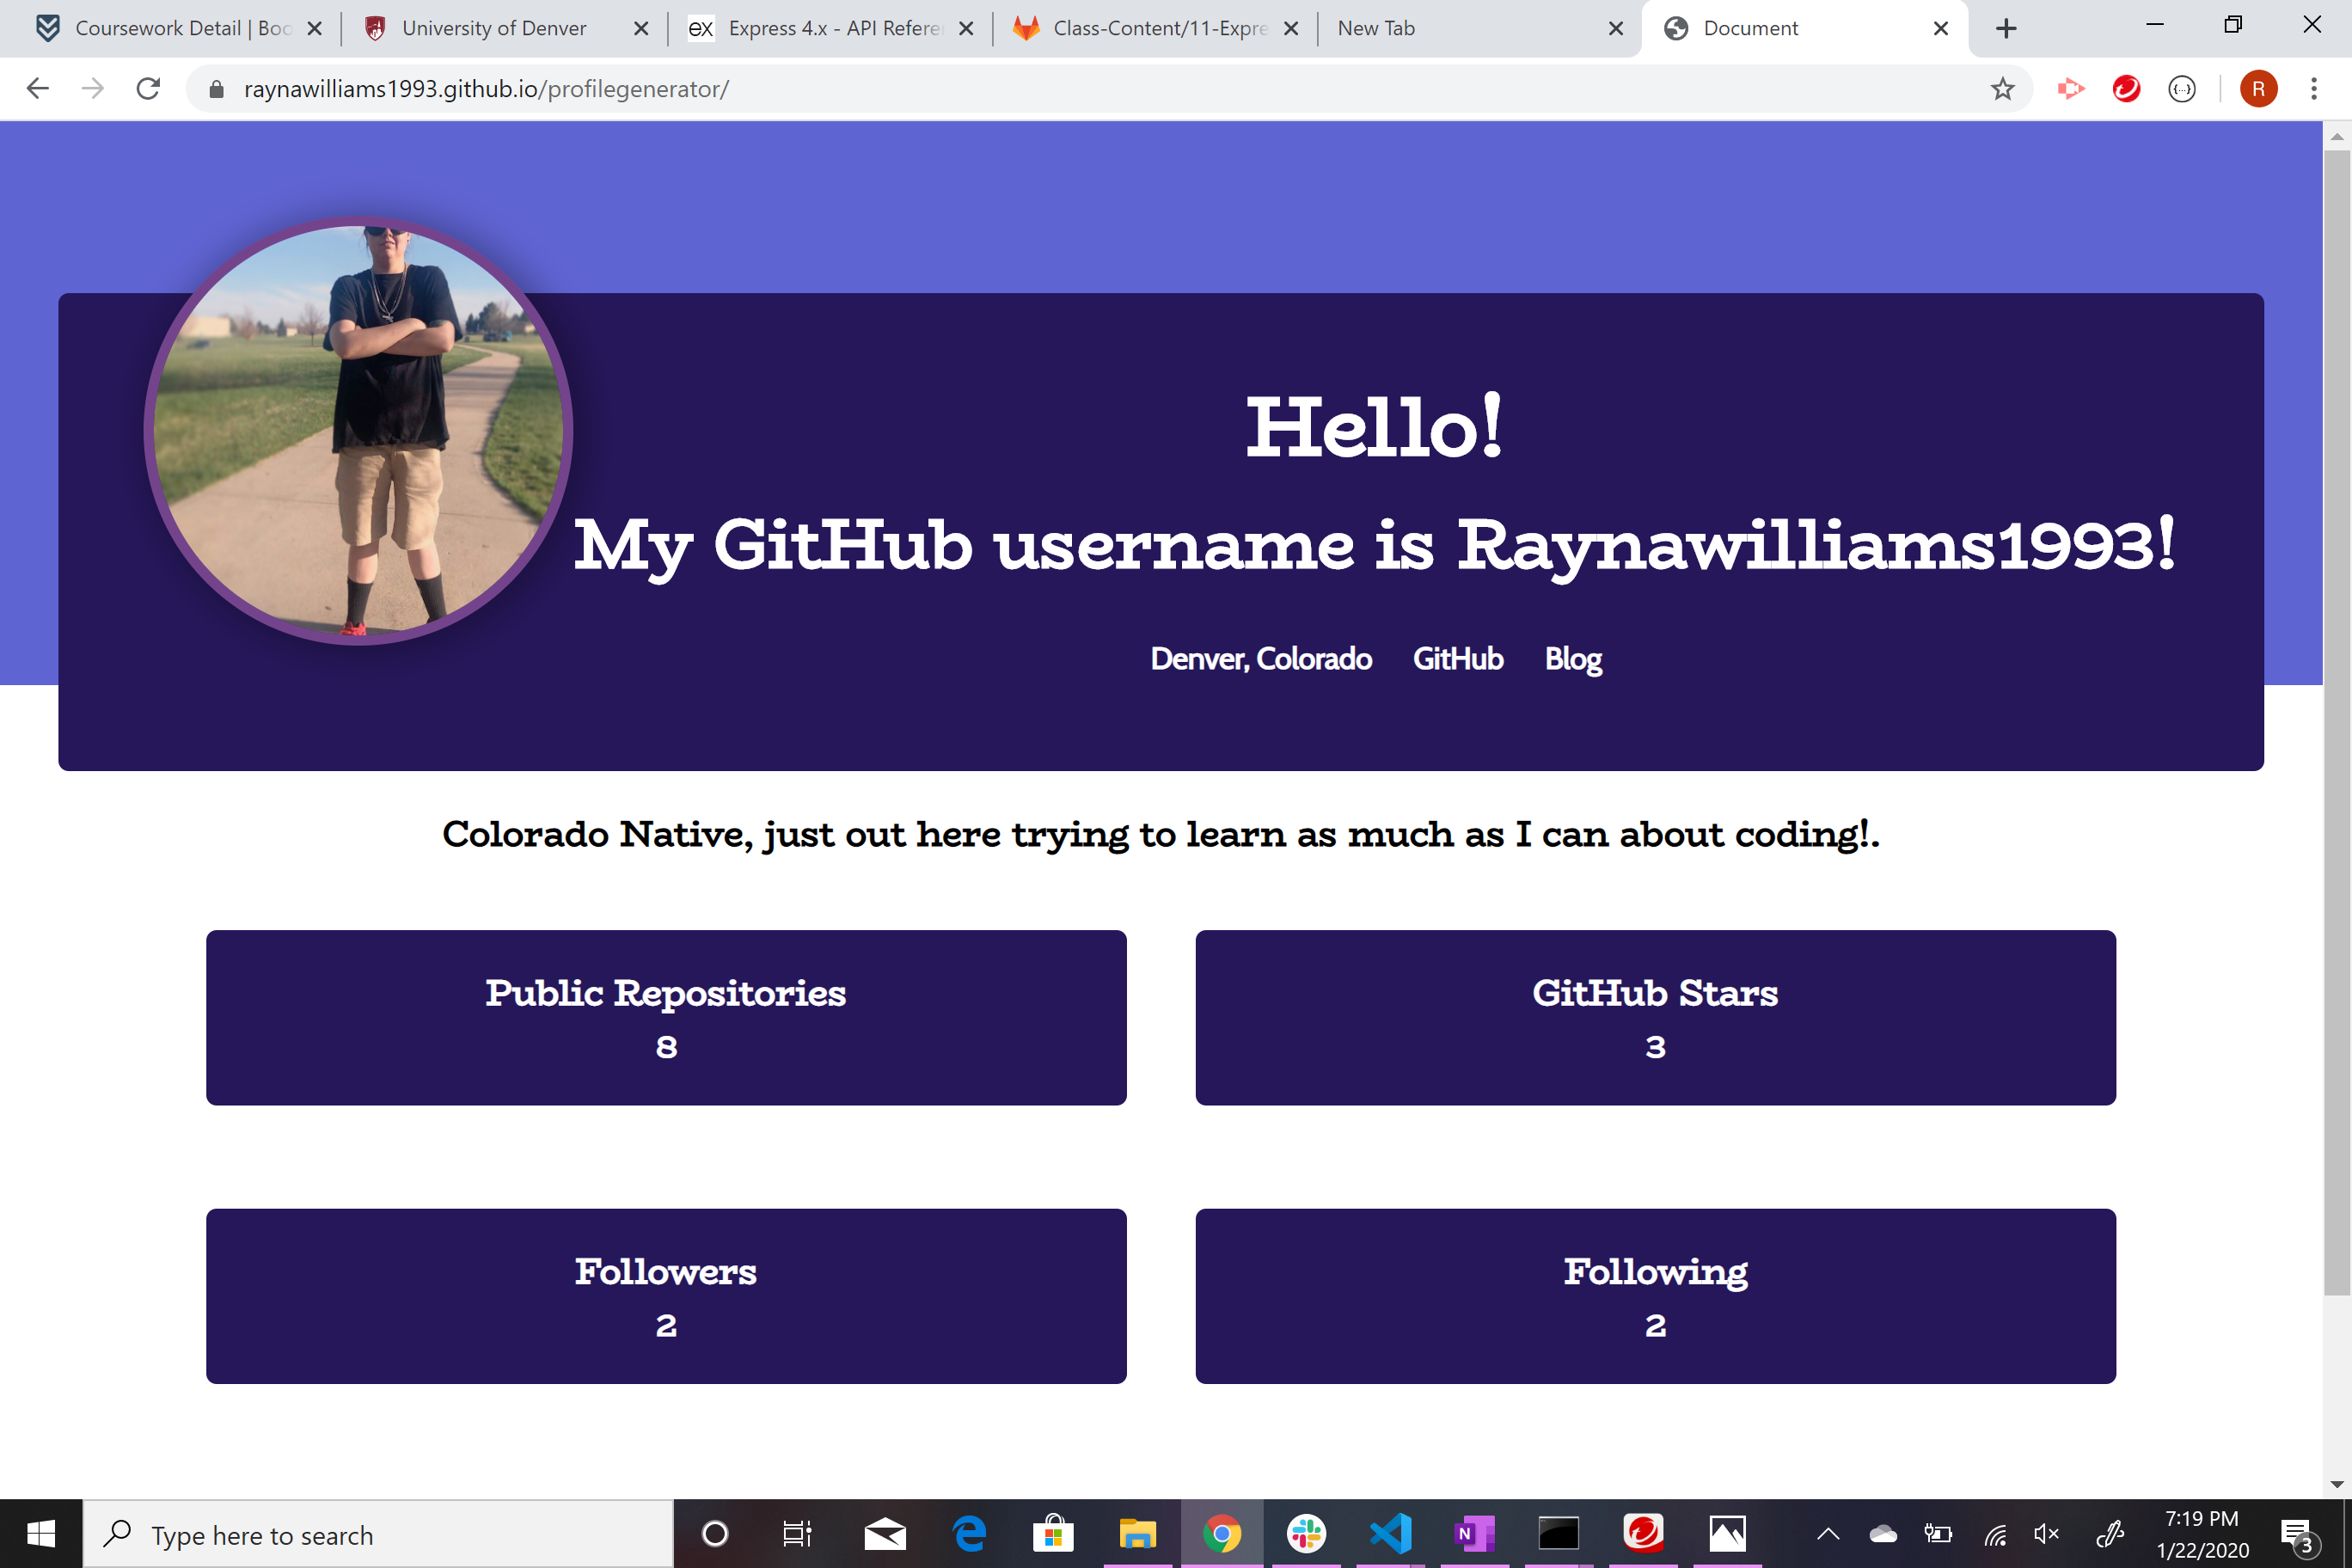 Coursework Detail | Boo
University of Denver
ex Express 4.x - API Refere
Class-Content/11-Expre
New Tab
Document
raynawilliams1993.github.io/profilegenerator/
R
Hello!
My GitHub username is Raynawilliams1993!
Denver, Colorado GitHub Blog
Colorado Native, just out here trying to learn as much as I can about coding!.
Public Repositories
8
GitHub Stars
3
Followers
2
Following
2
Type here to search
N
7:19 PM
1/22/2020
3